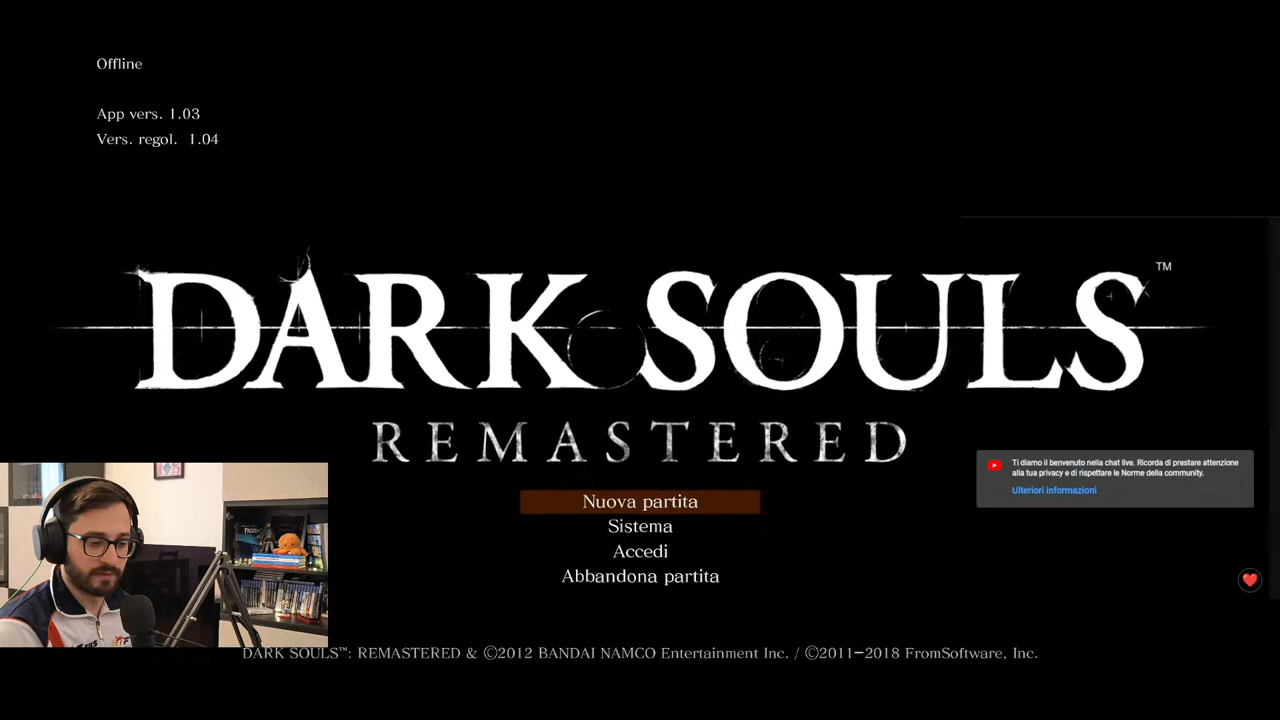 Offline
App vers. 1.03
Vers. regol. 1.04
DARK SOULS™
REMASTERED
Nuova partita
Sistema
Accedi
Abbandona partita
Ti diamo il benvenuto nella chat live. Ricorda di prestare attenzione
alla tua privacy e di rispettare le Norme della community.
Ulteriori informazioni
DARK SOULS™: REMASTERED & ©2012 BANDAI NAMCO Entertainment Inc. / ©2011-2018 FromSoftware, Inc.